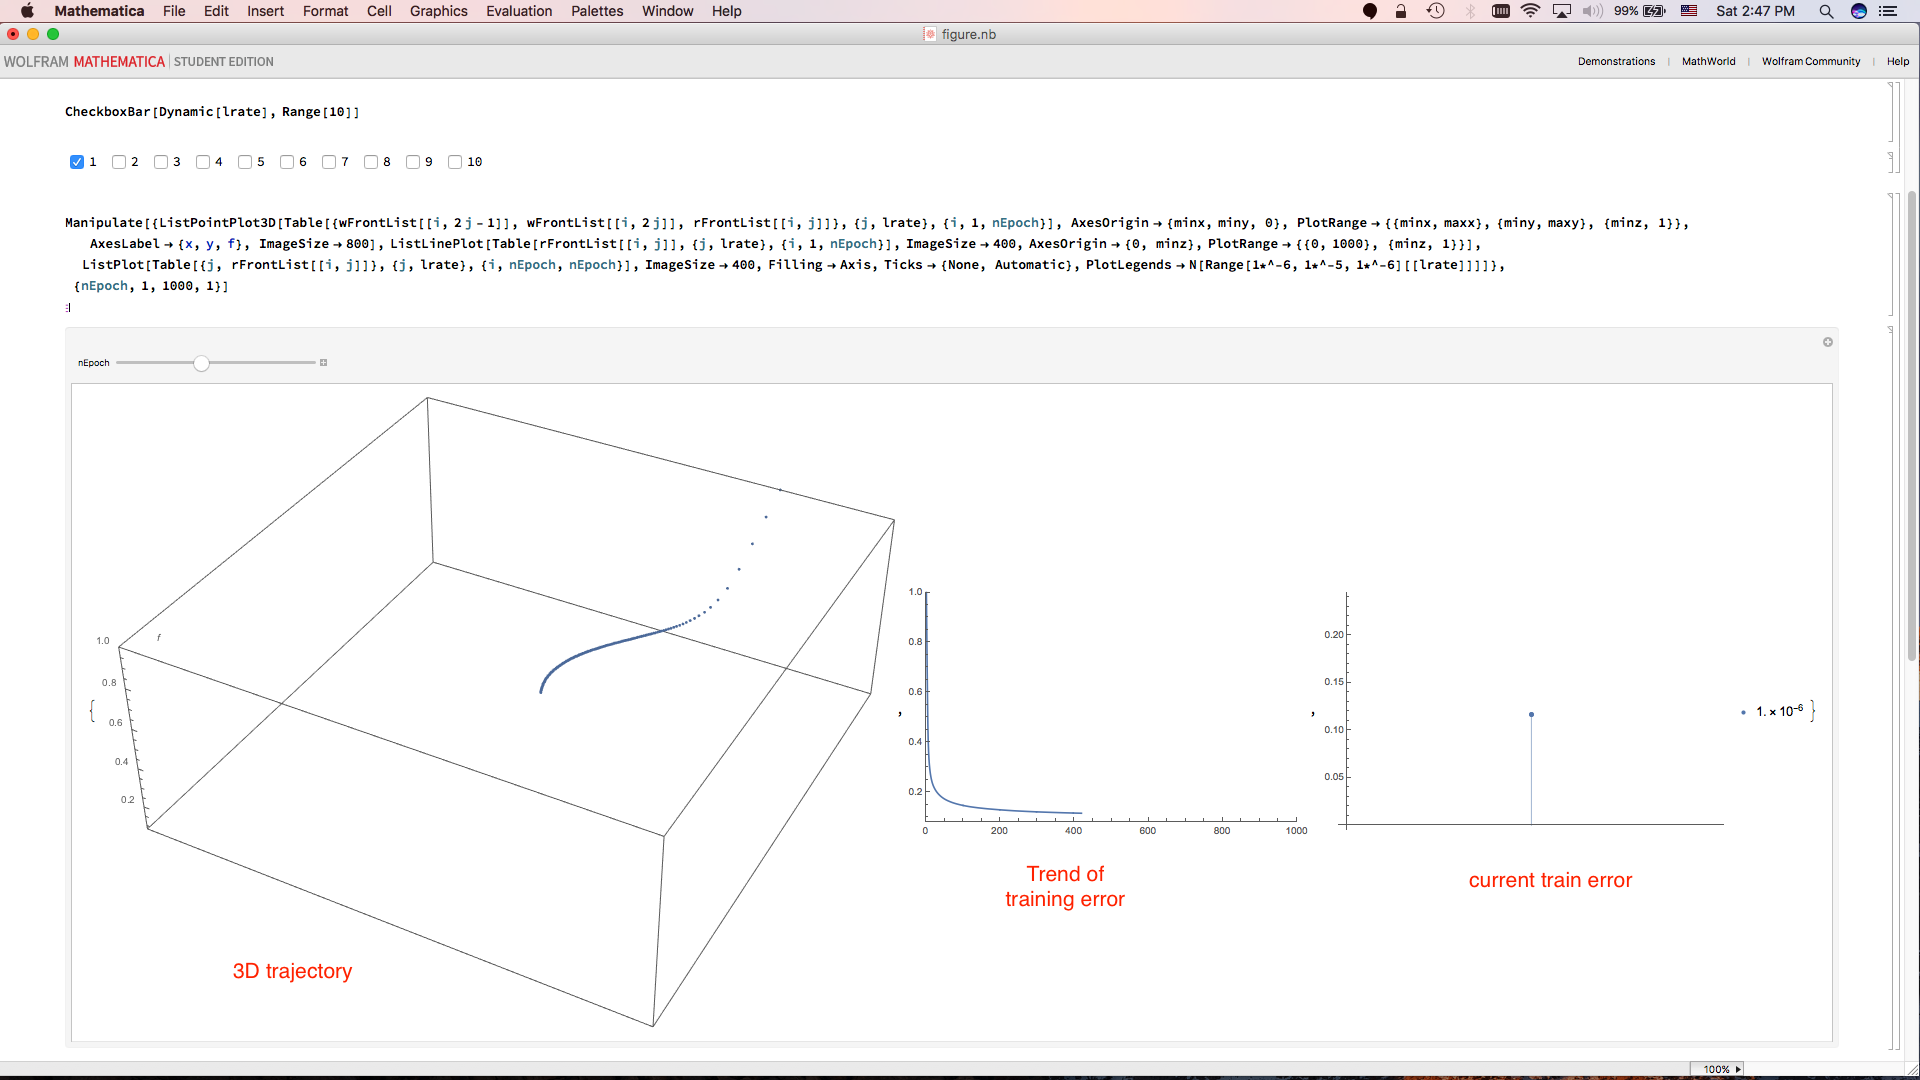 Mathematica File Edit Insert Format Cell Graphics Evaluation Palettes Window Help 99% Sat 2:47 PM
figure.nb
WOLFRAM MATHEMATICA STUDENT EDITION Demonstrations MathWorld Wolfram Community Help
CheckboxBar[Dynamic[lrate], Range[10]]
1 2 3 4 5 6 7 8 9 10
Manipulate[{ListPointPlot3D[Table[{wFrontList[[i, 2 j - 1]], wFrontList[[i, 2 j]], rFrontList[[i, j]]}, {j, lrate}, {i, 1, nEpoch}], AxesOrigin → {minx, miny, 0}, PlotRange → {{minx, maxx}, {miny, maxy}, {minz, 1}},
AxesLabel → {x, y, f}, ImageSize → 800], ListLinePlot[Table[rFrontList[[i, j]], {j, lrate}, {i, 1, nEpoch}], ImageSize → 400, AxesOrigin → {0, minz}, PlotRange → {{0, 1000}, {minz, 1}}],
ListPlot[Table[{j, rFrontList[[i, j]]}, {j, lrate}, {i, nEpoch, nEpoch}], ImageSize → 400, Filling → Axis, Ticks → {None, Automatic}, PlotLegends → N[Range[1*^-6, 1*^-5, 1*^-6][[lrate]]]]},
{nEpoch, 1, 1000, 1}]
nEpoch
{
1.0
f
0.8
0.6
0.4
0.2
,
1.0
0.8
0.6
0.4
0.2
0 200 400 600 800 1000
Trend of
training error
,
0.20
0.15
0.10
0.05
1. × 10⁻⁶ }
current train error
3D trajectory
100%